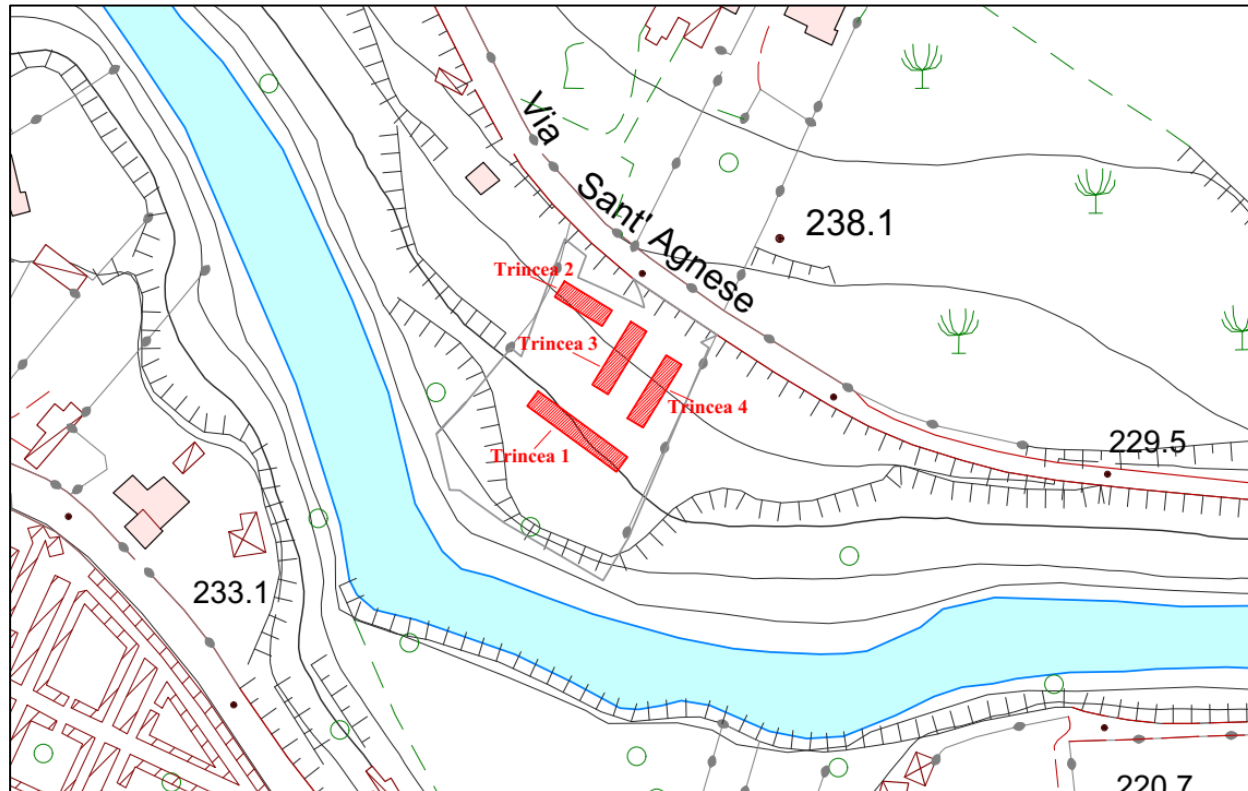 Via
Sant' Agnese
238.1
Trincea 2
Trincea 3
Trincea 4
Trincea 1
229.5
233.1
220.7